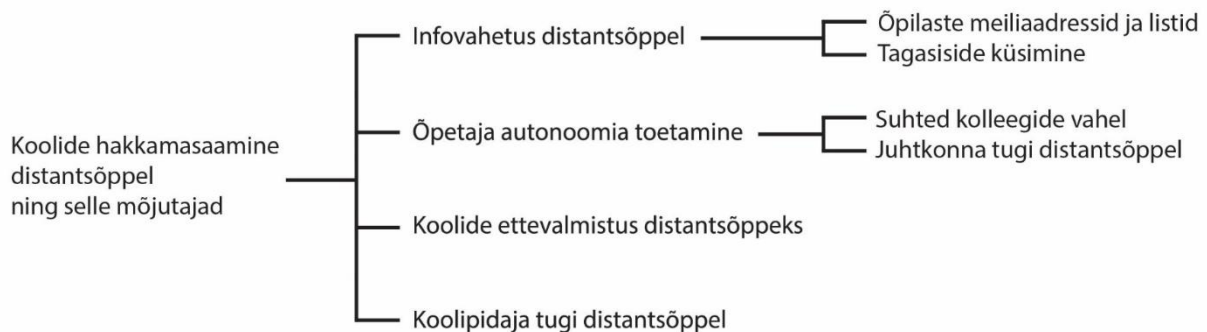 Koolide hakkamasaamine
distantsõppel
ning selle mõjutajad
Infovahetus distantsõppel
Õpilaste meiliaadressid ja listid
Tagasiside küsimine
Õpetaja autonoomia toetamine
Suhted kolleegide vahel
Juhtkonna tugi distantsõppel
Koolide ettevalmistus distantsõppeks
Koolipidaja tugi distantsõppel